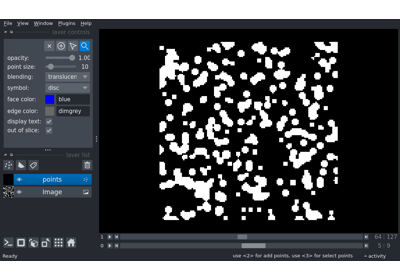 File View Window Plugins Help
layer controls
opacity: 1.00
point size: 10
blending: translucen
symbol: disc
face color: blue
edge color: dimgrey
display text:
out of slice:
layer list
points
Image
1 64 127
0 5 9
Ready use <2> for add points, use <3> for select points activity